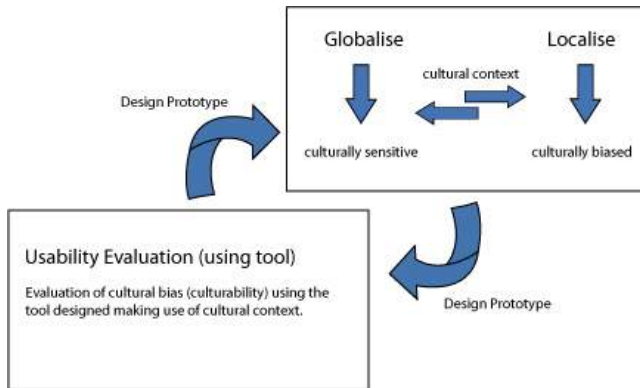 Globalise
Localise
cultural context
Design Prototype
culturally sensitive
culturally biased
Usability Evaluation (using tool)
Evaluation of cultural bias (culturability) using the
tool designed making use of cultural context.
Design Prototype